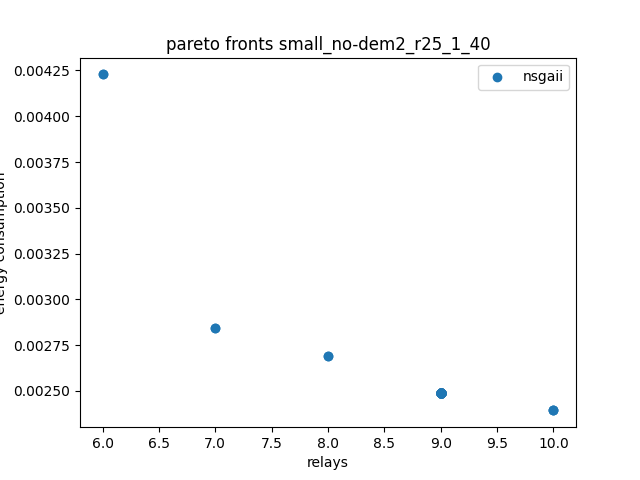 pareto fronts small_no-dem2_r25_1_40
nsgaii
0.00425
0.00400
0.00375
0.00350
0.00325
0.00300
0.00275
0.00250
energy consumption
6.0 6.5 7.0 7.5 8.0 8.5 9.0 9.5 10.0
relays